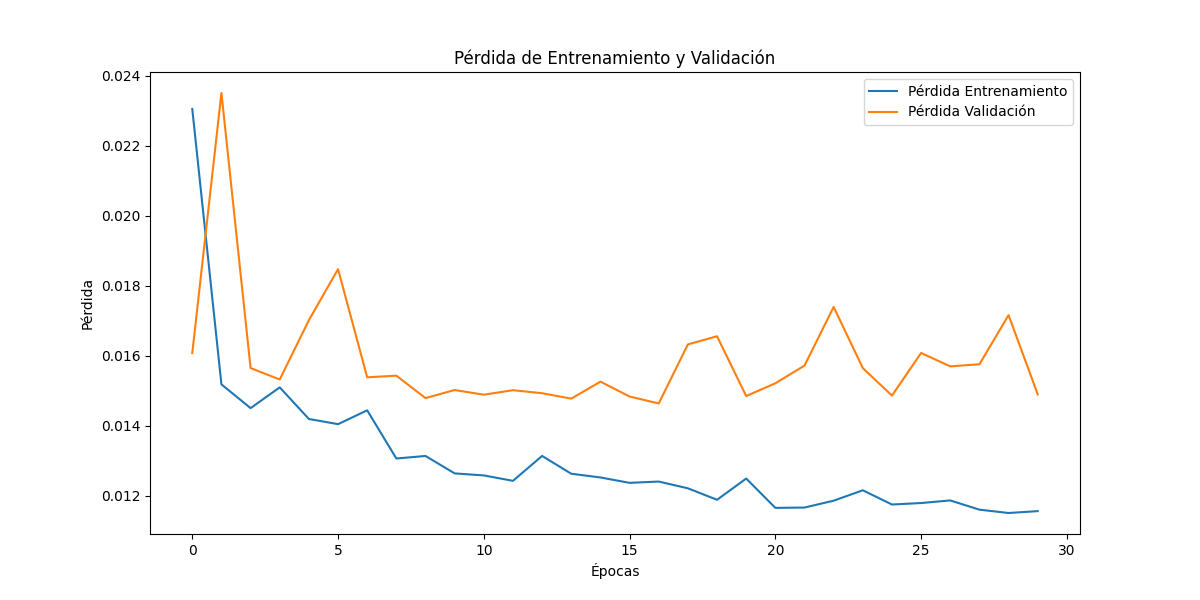 Pérdida de Entrenamiento y Validación
Pérdida Entrenamiento
Pérdida Validación
0.024
0.022
0.020
0.018
0.016
0.014
0.012
Pérdida
0
5
10
15
20
25
30
Épocas